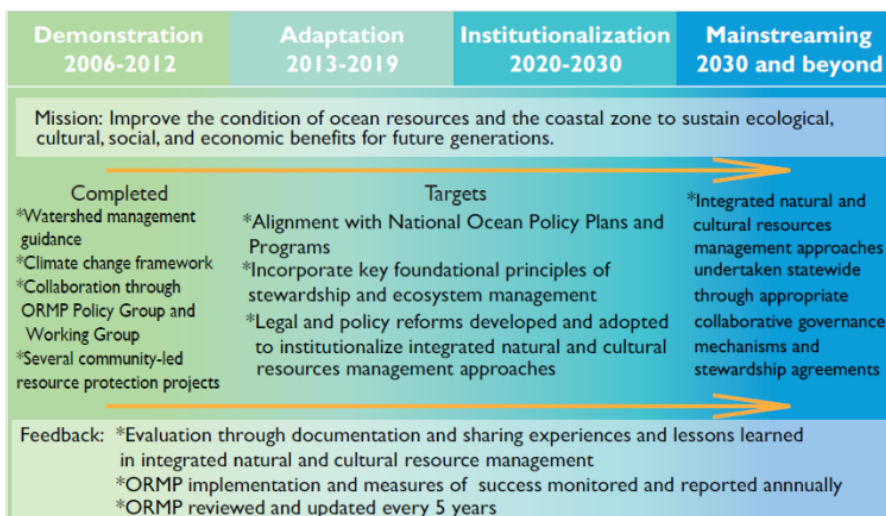 Demonstration
2006-2012
Adaptation
2013-2019
Institutionalization
2020-2030
Mainstreaming
2030 and beyond
Mission: Improve the condition of ocean resources and the coastal zone to sustain ecological,
cultural, social, and economic benefits for future generations.
Completed
*Watershed management
guidance
*Climate change framework
*Collaboration through
ORMP Policy Group and
Working Group
*Several community-led
resource protection projects
Targets
*Alignment with National Ocean Policy Plans and
Programs
*Incorporate key foundational principles of
stewardship and ecosystem management
*Legal and policy reforms developed and adopted
to institutionalize integrated natural and cultural
resources management approaches
*Integrated natural and
cultural resources
management approaches
undertaken statewide
through appropriate
collaborative governance
mechanisms and
stewardship agreements
Feedback: *Evaluation through documentation and sharing experiences and lessons learned
in integrated natural and cultural resource management
*ORMP implementation and measures of success monitored and reported annnually
*ORMP reviewed and updated every 5 years